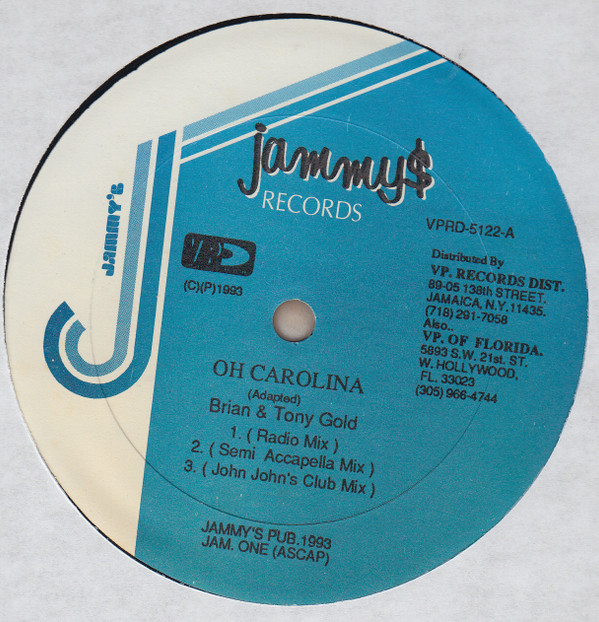 JAMMY'S
jammy$
RECORDS
VPRD-5122-A
VPRD
(C)(P)1993
Distributed By
VP. RECORDS DIST.
89-05 138th STREET.
JAMAICA, N.Y.11435.
(718) 291-7058
Also..
VP. OF FLORIDA.
5893 S.W. 21st. ST.
W. HOLLYWOOD,
FL. 33023
(305) 966-4744
OH CAROLINA
(Adapted)
Brian & Tony Gold
1. ( Radio Mix )
2. ( Semi Accapella Mix )
3. ( John John's Club Mix )
JAMMY'S PUB.1993
JAM. ONE (ASCAP)